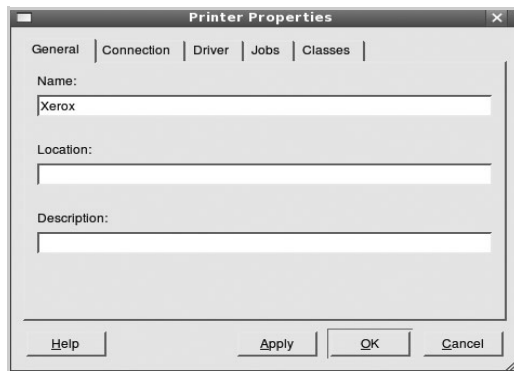 Printer Properties
General Connection Driver Jobs Classes
Name:
Xerox
Location:
Description:
Help Apply OK Cancel